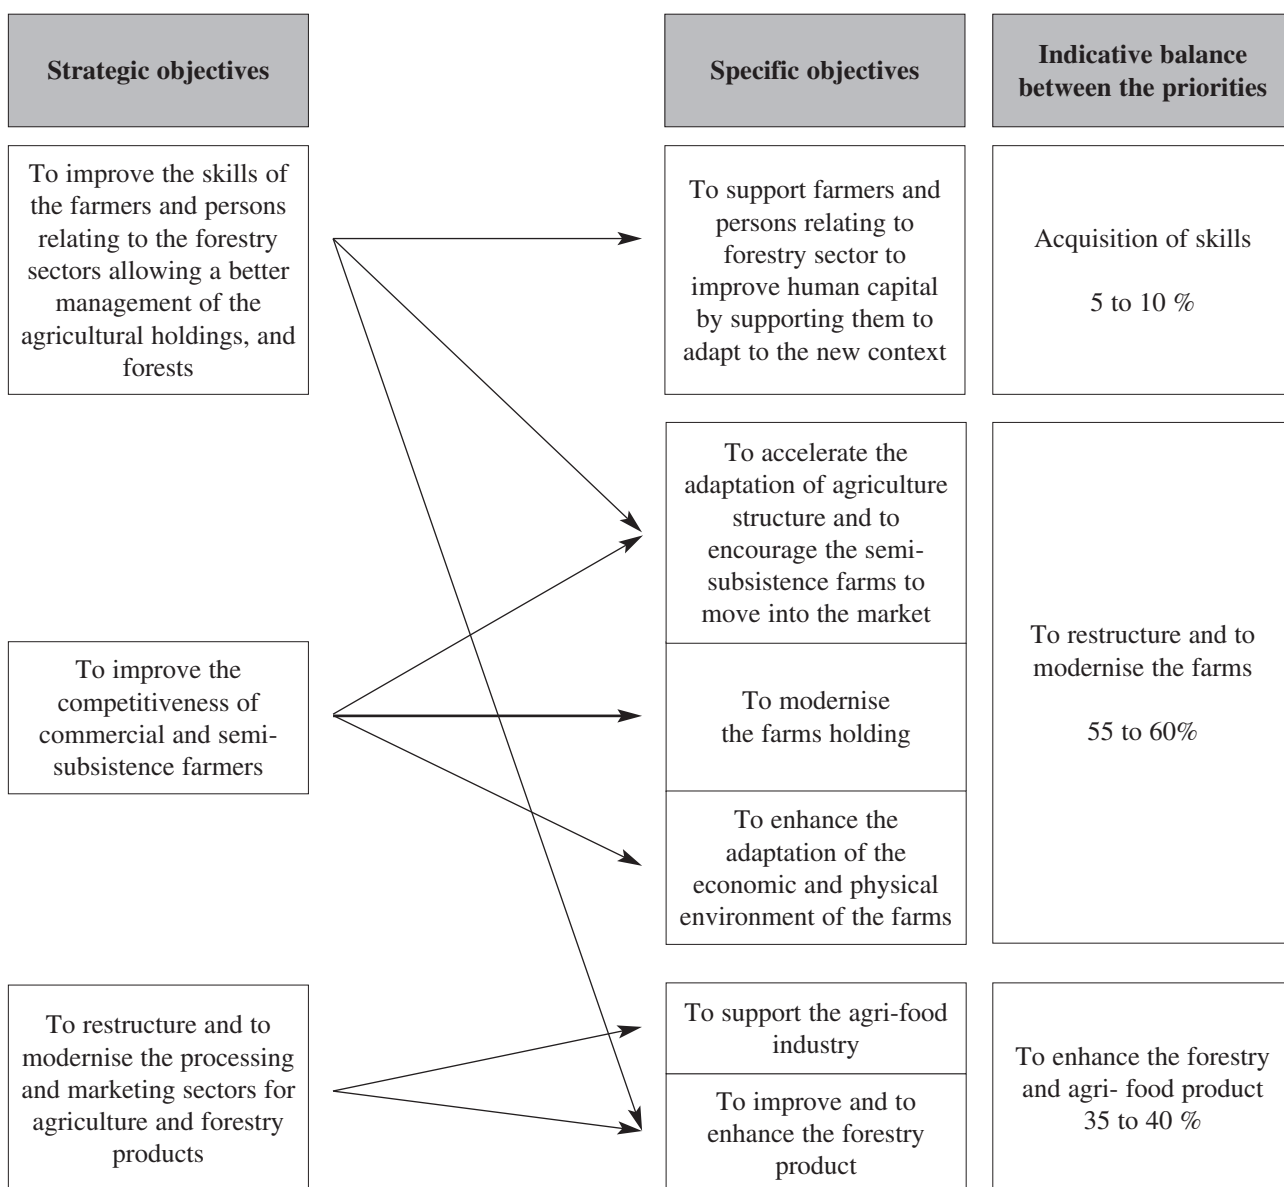 Strategic objectives
Specific objectives
Indicative balance
between the priorities
To improve the skills of
the farmers and persons
relating to the forestry
sectors allowing a better
management of the
agricultural holdings, and
forests
To support farmers and
persons relating to
forestry sector to
improve human capital
by supporting them to
adapt to the new context
Acquisition of skills
5 to 10 %
To accelerate the
adaptation of agriculture
structure and to
encourage the semi-
subsistence farms to
move into the market
To improve the
competitiveness of
commercial and semi-
subsistence farmers
To modernise
the farms holding
To enhance the
adaptation of the
economic and physical
environment of the farms
To restructure and to
modernise the farms
55 to 60%
To restructure and to
modernise the processing
and marketing sectors for
agriculture and forestry
products
To support the agri-food
industry
To improve and to
enhance the forestry
product
To enhance the forestry
and agri- food product
35 to 40 %